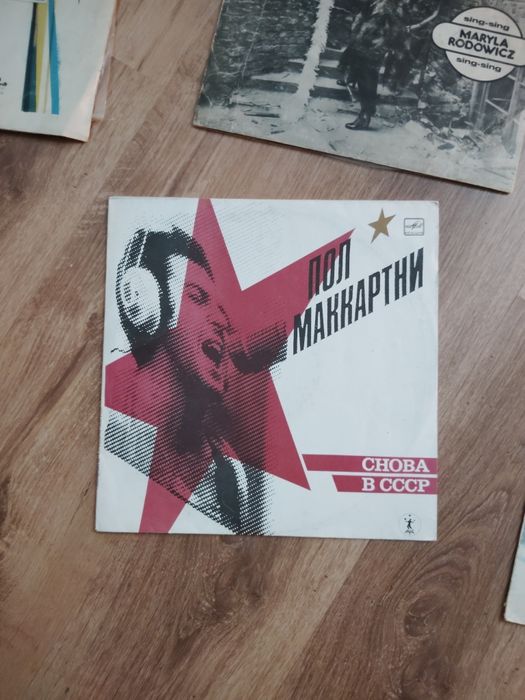 sing-sing
MARYLA
RODOWICZ
sing-sing
ПОЛ
МАККАРТНИ
СНОВА
В СССР